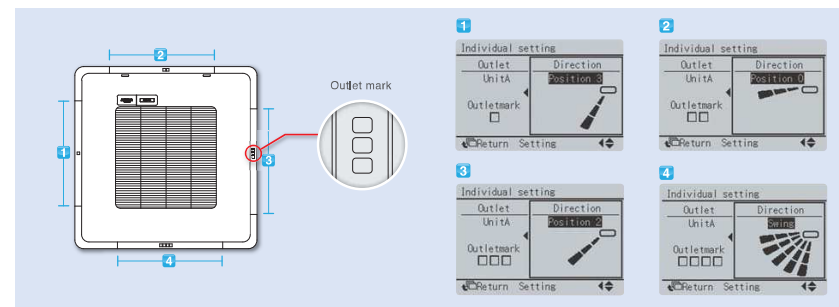 2
1
3
4
Outlet mark
1
Individual setting
Outlet Direction
UnitA Position 3
Outletmark
Return Setting
2
Individual setting
Outlet Direction
UnitA Position 0
Outletmark
Return Setting
3
Individual setting
Outlet Direction
UnitA Position 2
Outletmark
Return Setting
4
Individual setting
Outlet Direction
UnitA Swing
Outletmark
Return Setting